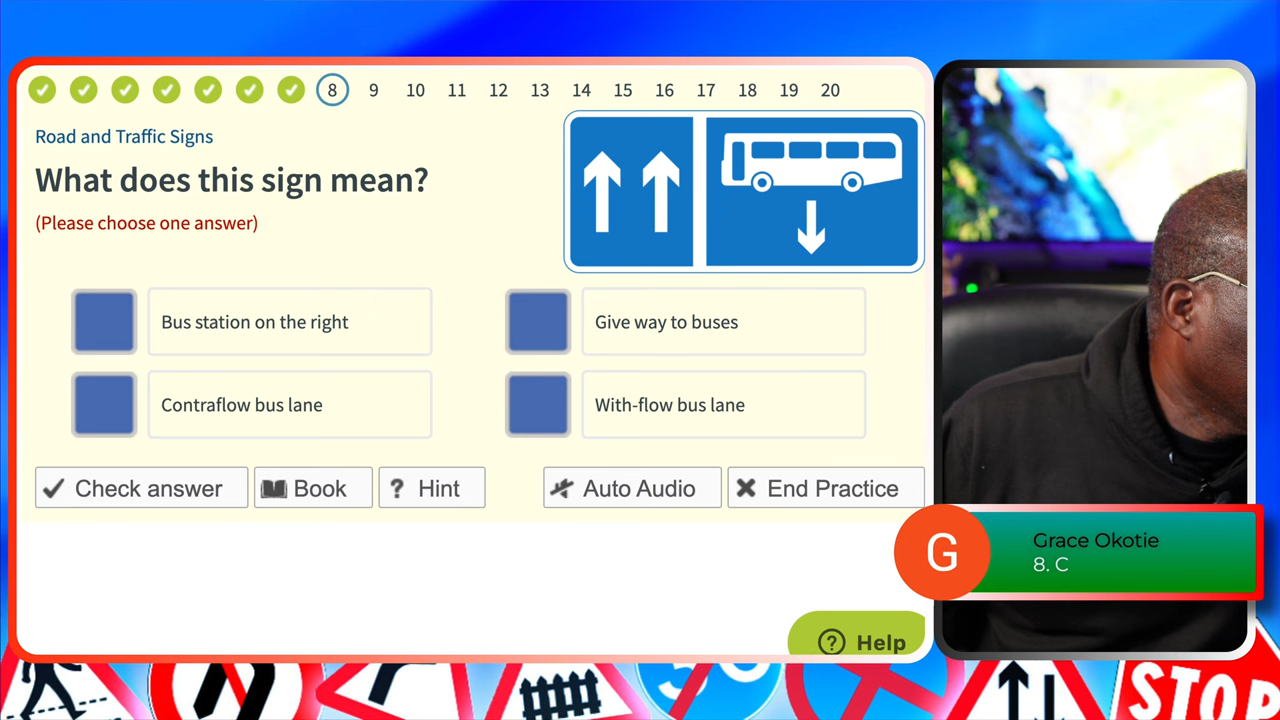 8 9 10 11 12 13 14 15 16 17 18 19 20
Road and Traffic Signs
What does this sign mean?
(Please choose one answer)
Bus station on the right
Give way to buses
Contraflow bus lane
With-flow bus lane
Check answer
Book
? Hint
Auto Audio
End Practice
G
Grace Okotie
8. C
? Help
STOP